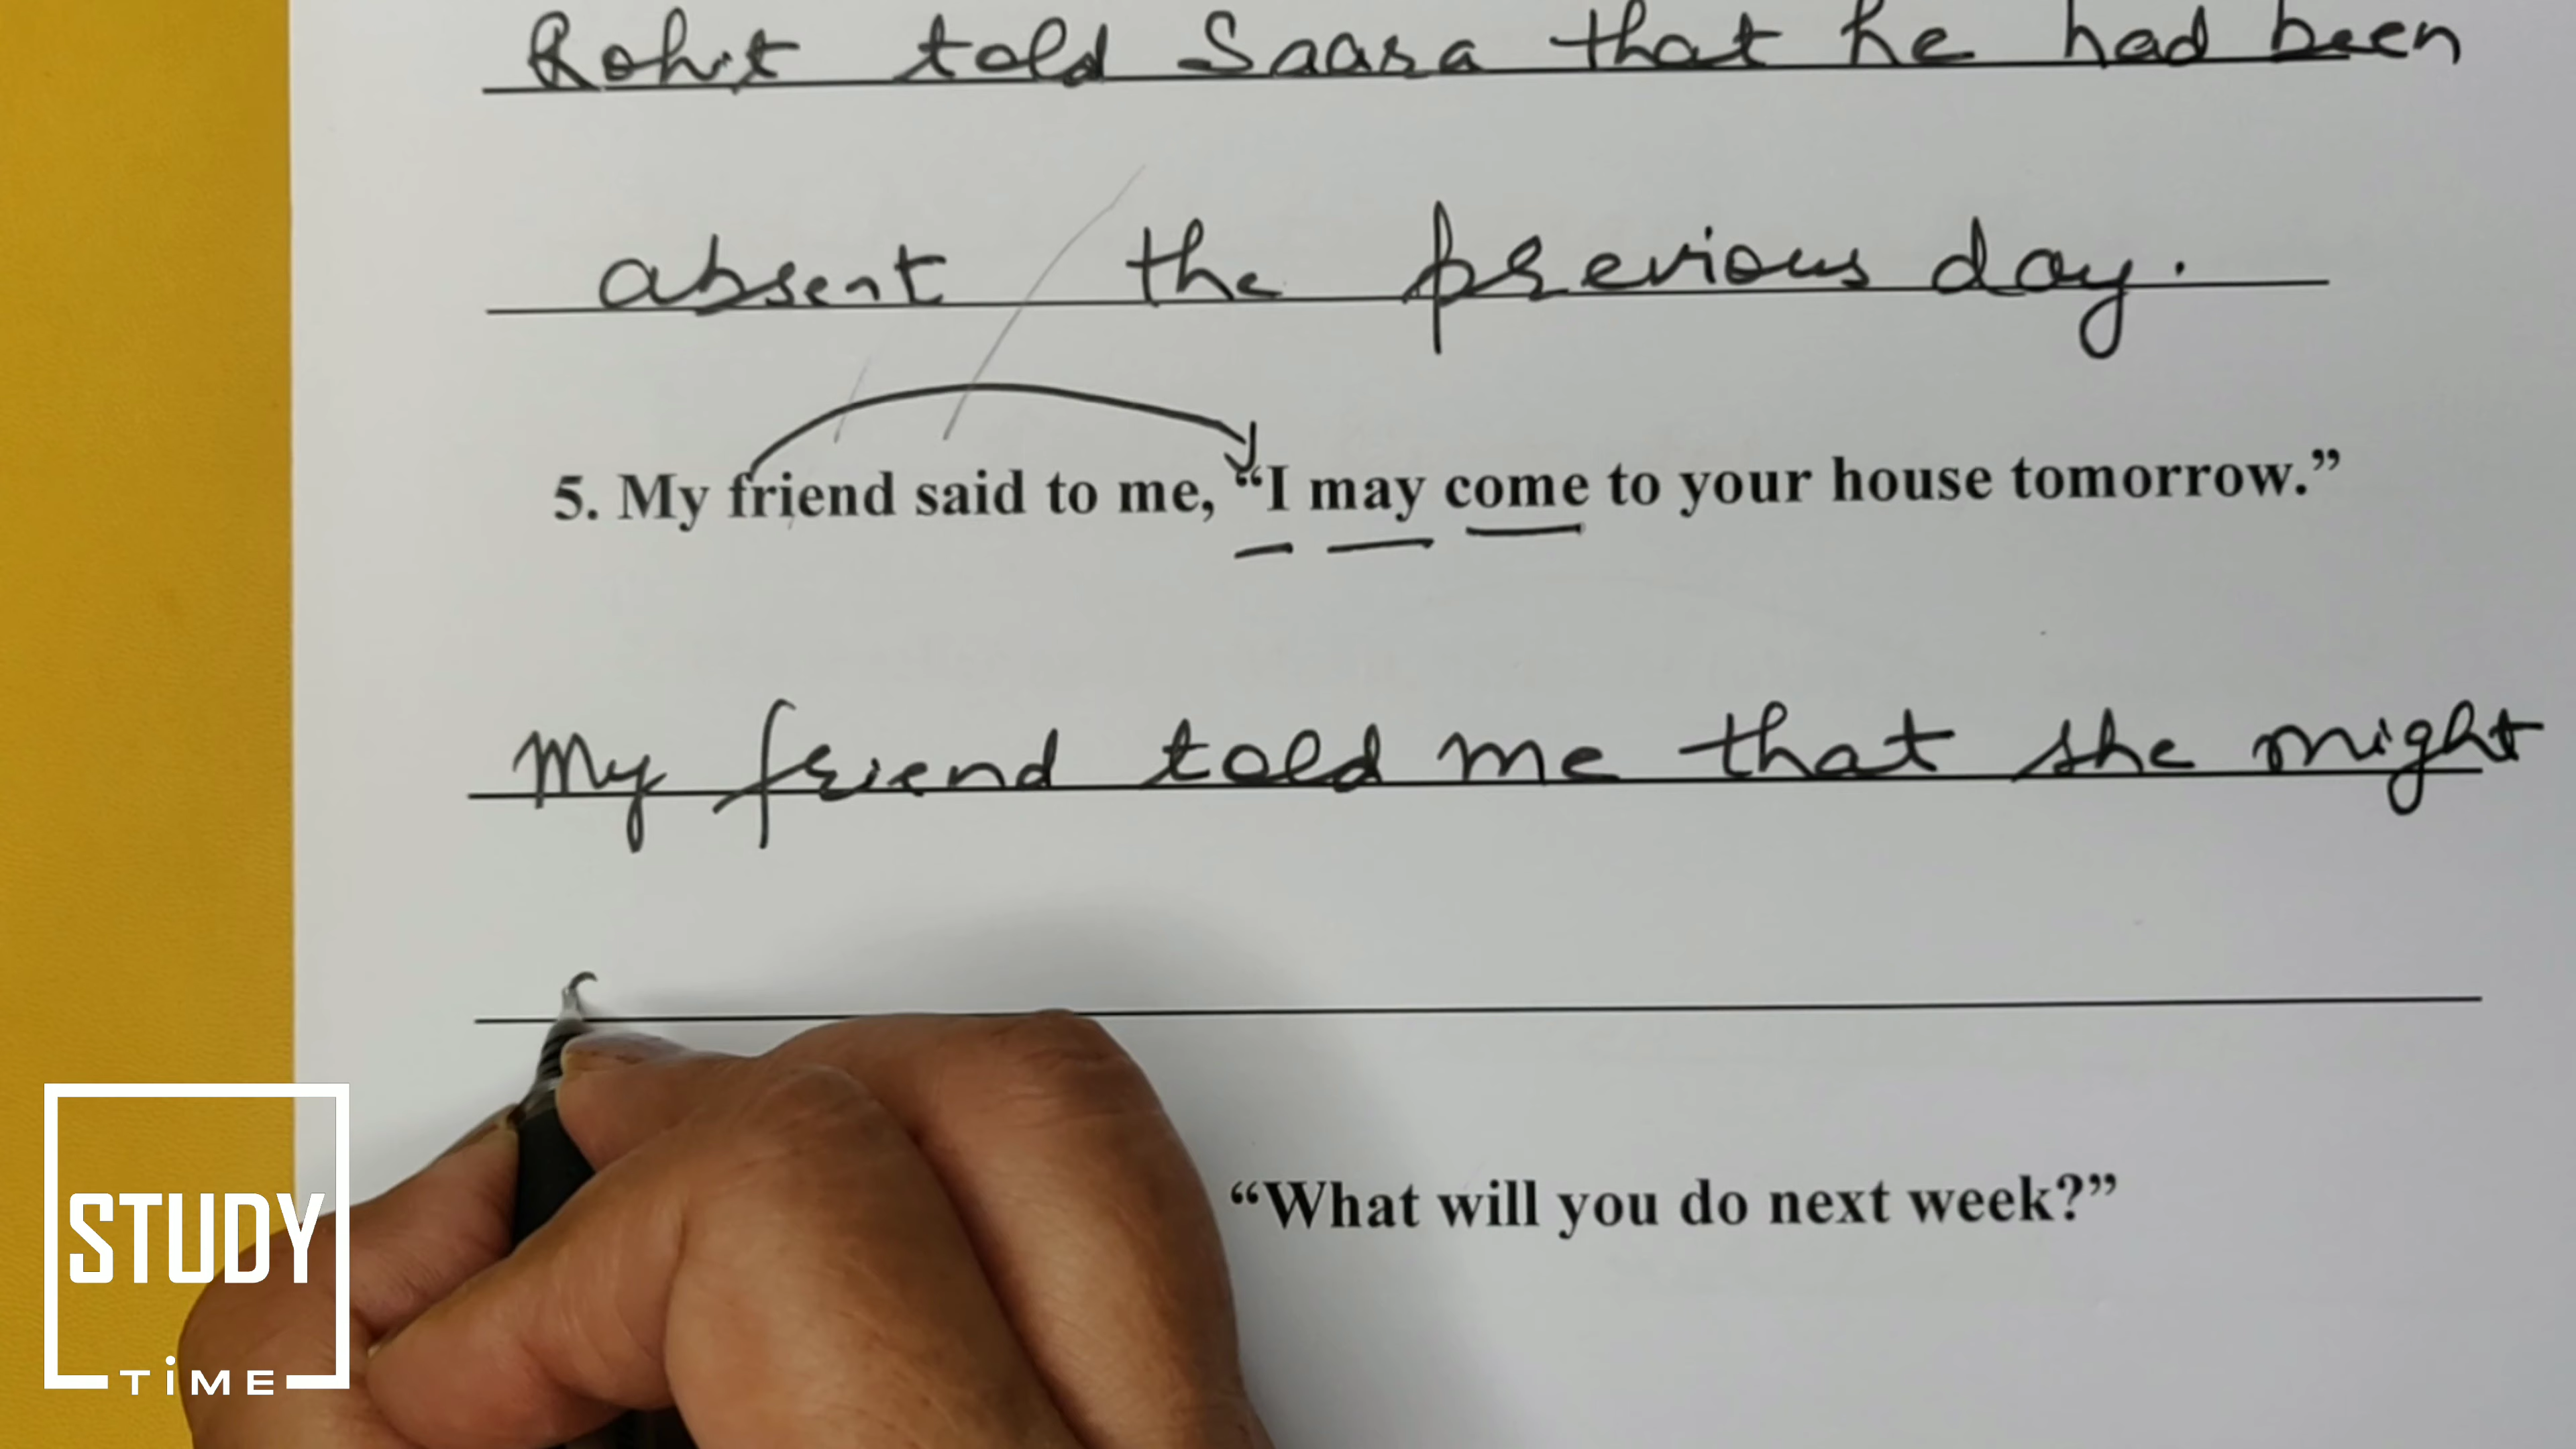 Rohit told Saara that he had been
absent the previous day.
5. My friend said to me, “I may come to your house tomorrow.”
My friend told me that she might
“What will you do next week?”
STUDY
TiME